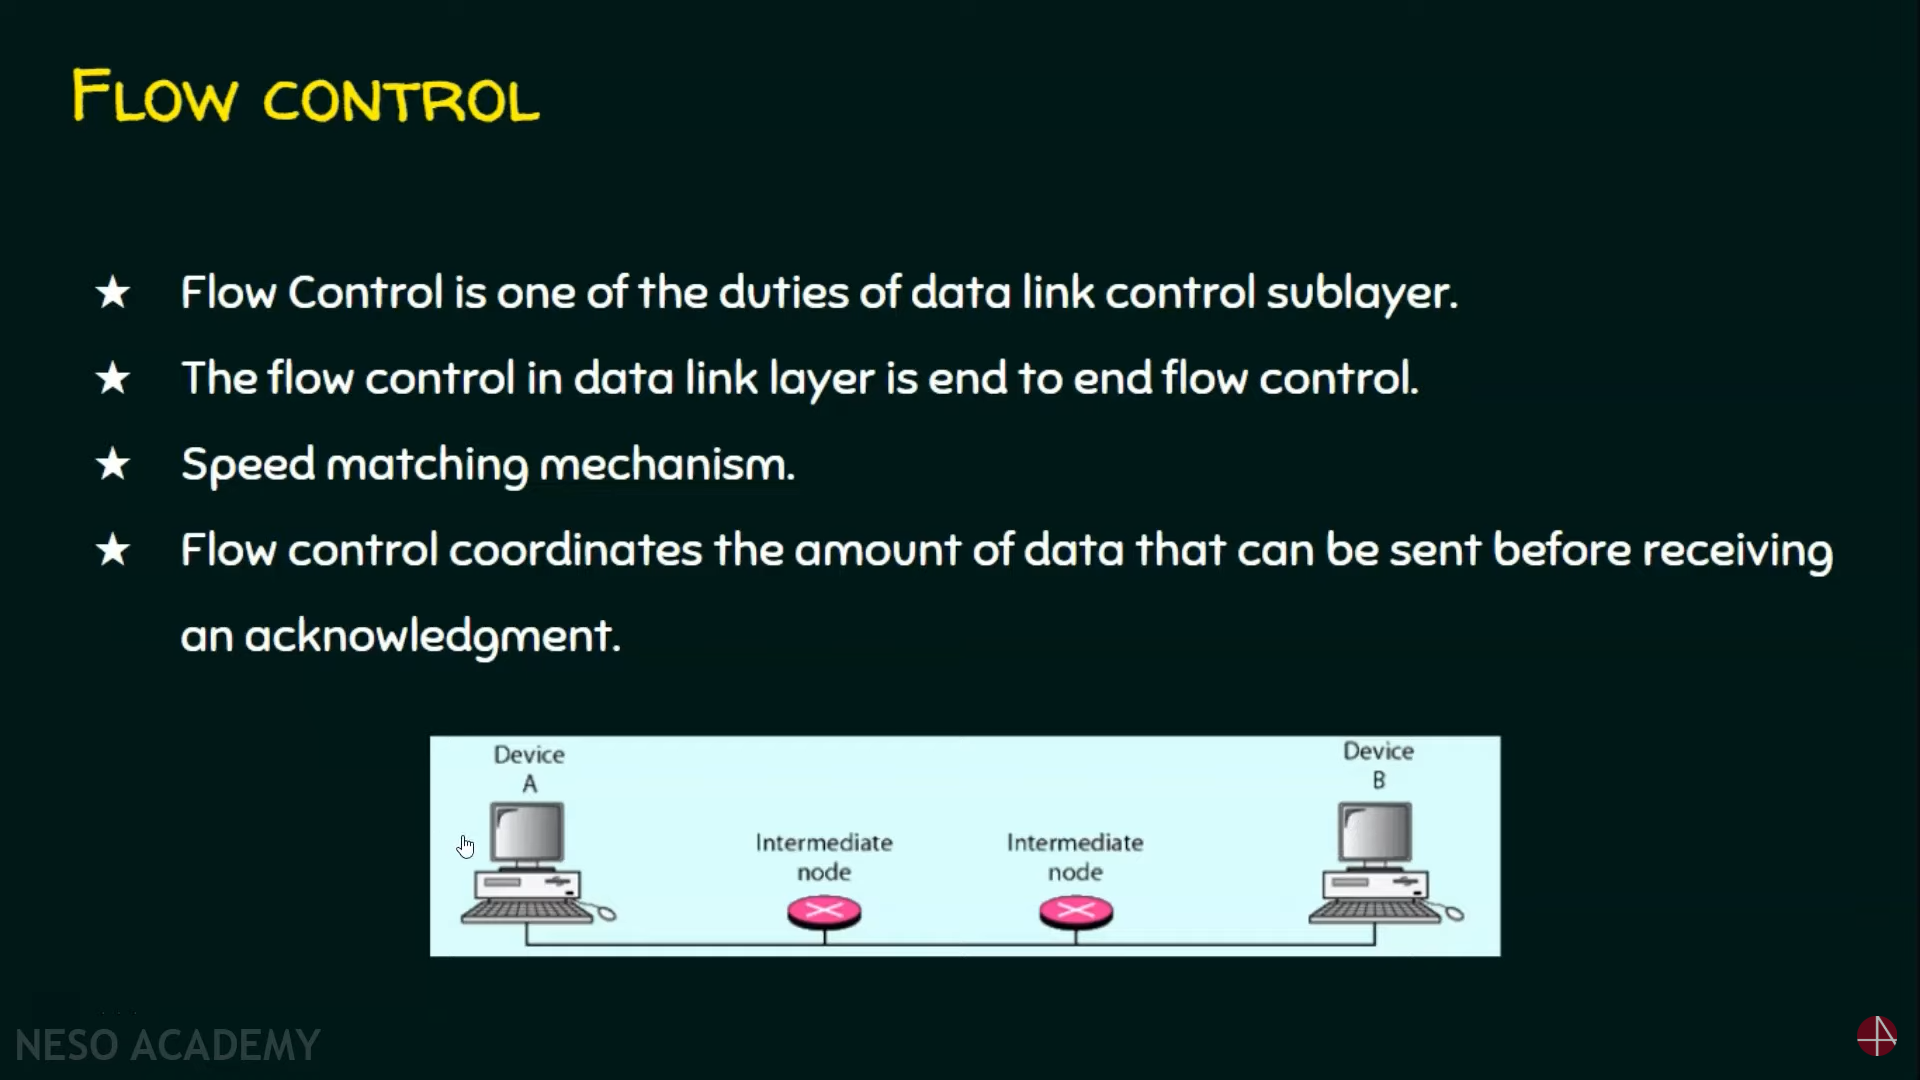 Flow control
★ Flow Control is one of the duties of data link control sublayer.
★ The flow control in data link layer is end to end flow control.
★ Speed matching mechanism.
★ Flow control coordinates the amount of data that can be sent before receiving
an acknowledgment.
Device
A
Intermediate
node
Intermediate
node
Device
B
NESO ACADEMY